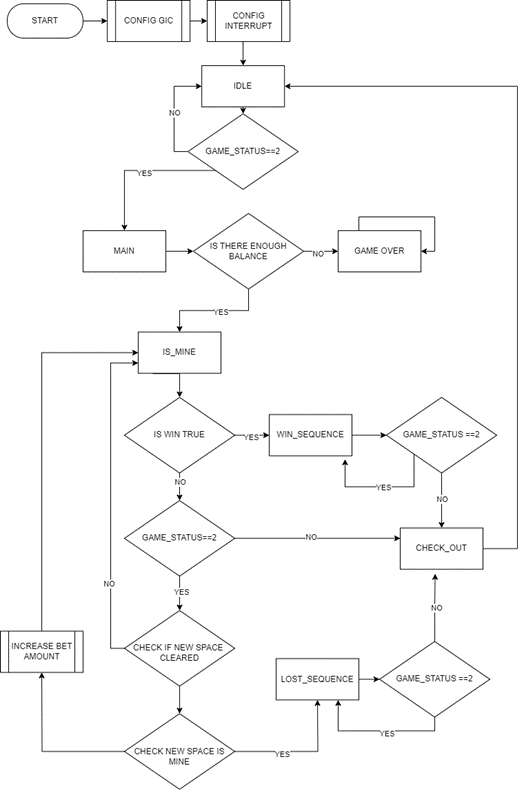 START
CONFIG GIC
CONFIG
INTERRUPT
IDLE
NO
GAME_STATUS==2
YES
MAIN
IS THERE ENOUGH
BALANCE
NO
GAME OVER
YES
IS_MINE
IS WIN TRUE
YES
WIN_SEQUENCE
GAME_STATUS ==2
YES
NO
NO
GAME_STATUS==2
NO
CHECK_OUT
NO
YES
NO
INCREASE BET
AMOUNT
CHECK IF NEW SPACE
CLEARED
LOST_SEQUENCE
GAME_STATUS ==2
YES
CHECK NEW SPACE IS
MINE
YES